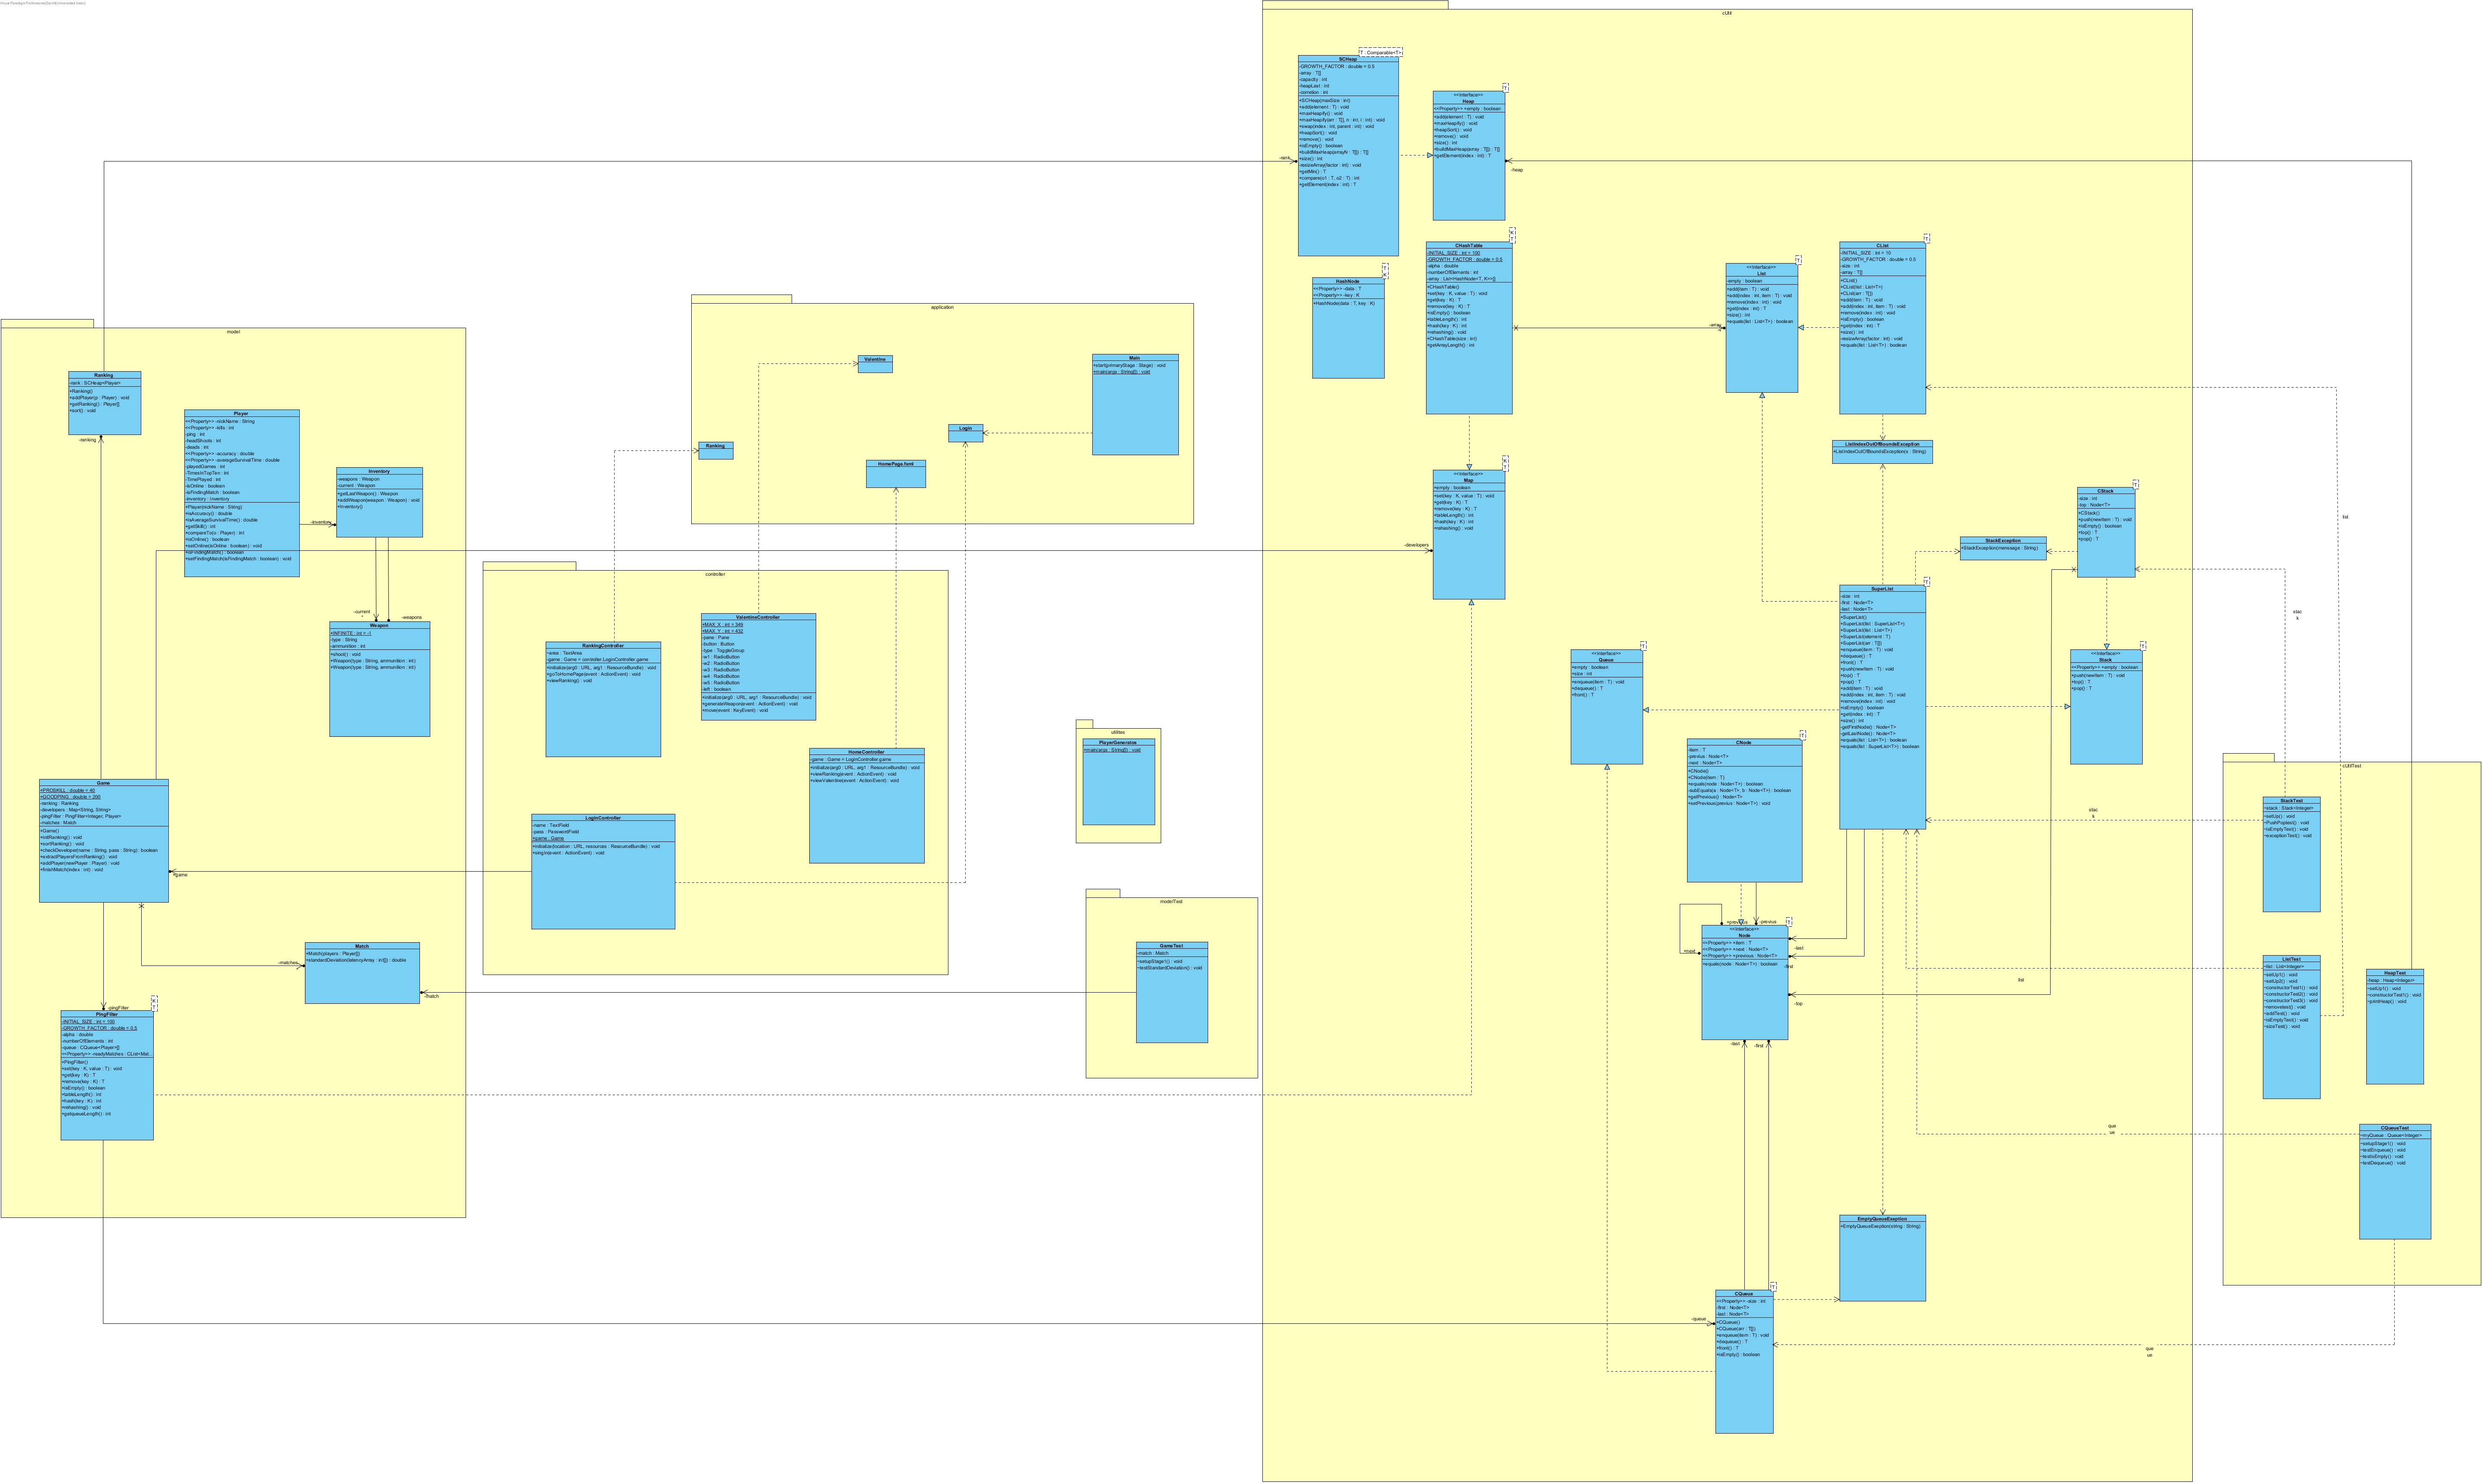 model
Ranking
-rank : SCHeap<Player>
+Ranking()
+addPlayer(p : Player) : void
+getRanking() : Player[]
+sort() : void
-ranking
Player
<<Property>> -nickName : String
<<Property>> -kills : int
-ping : int
-headShoots : int
-deads : int
<<Property>> -accuracy : double
<<Property>> -averageSurvivalTime : double
-playedGames : int
-TimesInTopTen : int
-TimePlayed : int
-isOnline : boolean
-isFindingMatch : boolean
-inventory : Inventory
+Player(nickName : String)
+isAccuracy() : double
+isAverageSurvivalTime() : double
+getSkill() : int
+compareTo(o : Player) : int
+isOnline() : boolean
+setOnline(isOnline : boolean) : void
+isFindingMatch() : boolean
+setFindingMatch(isFindingMatch : boolean) : void
-inventory
Inventory
-weapons : Weapon
-current : Weapon
+getLastWeapon() : Weapon
+addWeapon(weapon : Weapon) : void
+Inventory()
-current
-weapons
Weapon
+INFINITE : int = -1
-type : String
-ammunition : int
+shoot() : void
+Weapon(type : String, ammunition : int)
+Weapon(type : String, ammunition : int)
Game
+PROSKILL : double = 40
+GOODPING : double = 200
-ranking : Ranking
-developers : Map<String, String>
-pingFilter : PingFilter<Integer, Player>
-matches : Match
+Game()
+intRanking() : void
+sortRanking() : void
+checkDeveloper(name : String, pass : String) : boolean
+extractPlayersFromRanking() : void
+addPlayer(newPlayer : Player) : void
+finishMatch(index : int) : void
+game
Match
+Match(players : Player[])
+standardDeviation(latencyArray : int[]) : double
-matches
-match
-pingFilter
PingFilter
-INITIAL_SIZE : int = 100
-GROWTH_FACTOR : double = 0.5
-alpha : double
-numberOfElements : int
-queue : CQueue<Player>[]
<<Property>> -readyMatches : CList<Mat...
+PingFilter()
+set(key : K, value : T) : void
+get(key : K) : T
+remove(key : K) : T
+isEmpty() : boolean
+tableLength() : int
+hash(key : K) : int
+rehashing() : void
+getqueueLength() : int
application
Valentine
Main
+start(primaryStage : Stage) : void
+main(args : String[]) : void
Login
Ranking
HomePage.fxml
controller
RankingController
-area : TextArea
-game : Game = controller.LoginController.game
+initialize(arg0 : URL, arg1 : ResourceBundle) : void
+goToHomePage(event : ActionEvent) : void
+viewRanking() : void
ValentineController
+MAX_X : int = 349
+MAX_Y : int = 432
-pane : Pane
-button : Button
-type : ToggleGroup
-w1 : RadioButton
-w2 : RadioButton
-w3 : RadioButton
-w4 : RadioButton
-w5 : RadioButton
-left : boolean
+initialize(arg0 : URL, arg1 : ResourceBundle) : void
+generateWeapon(event : ActionEvent) : void
+move(event : KeyEvent) : void
HomeController
-game : Game = LoginController.game
+initialize(arg0 : URL, arg1 : ResourceBundle) : void
+viewRanking(event : ActionEvent) : void
+viewValentine(event : ActionEvent) : void
LoginController
-name : TextField
-pass : PasswordField
+game : Game
+initialize(location : URL, resources : ResourceBundle) : void
+singIn(event : ActionEvent) : void
utilites
PlayerGenerator
+main(args : String[]) : void
modelTest
GameTest
-match : Match
~setupStage1() : void
~testStandardDeviation() : void
cUtil
T : Comparable<T>
SCHeap
-GROWTH_FACTOR : double = 0.5
-array : T[]
-capacity : int
-heapLast : int
-corretion : int
+SCHeap(maxSize : int)
+add(element : T) : void
+maxHeapify() : void
+maxHeapify(arr : T[], n : int, i : int) : void
+swap(index : int, parent : int) : void
+heapSort() : void
+remove() : void
+isEmpty() : boolean
+buildMaxHeap(arrayN : T[]) : T[]
+size() : int
-resizeArray(factor : int) : void
+getMin() : T
+compare(o1 : T, o2 : T) : int
+getElement(index : int) : T
-rank
T
<<Interface>>
Heap
<<Property>> +empty : boolean
+add(element : T) : void
+maxHeapify() : void
+heapSort() : void
+remove() : void
+size() : int
+buildMaxHeap(array : T[]) : T[]
+getElement(index : int) : T
-heap
HashNode
<<Property>> -data : T
<<Property>> -key : K
+HashNode(data : T, key : K)
CHashTable
-INITIAL_SIZE : int = 100
-GROWTH_FACTOR : double = 0.5
-alpha : double
-numberOfElements : int
-array : List<HashNode<T, K>>[]
+CHashTable()
+set(key : K, value : T) : void
+get(key : K) : T
+remove(key : K) : T
+isEmpty() : boolean
+tableLength() : int
+hash(key : K) : int
+rehashing() : void
+CHashTable(size : int)
+getArrayLength() : int
-array
T
<<Interface>>
List
-empty : boolean
+add(item : T) : void
+add(index : int, item : T) : void
+remove(index : int) : void
+get(index : int) : T
+size() : int
+equals(list : List<T>) : boolean
T
CList
-INITIAL_SIZE : int = 10
-GROWTH_FACTOR : double = 0.5
-size : int
-array : T[]
+CList()
+CList(list : List<T>)
+CList(arr : T[])
+add(item : T) : void
+add(index : int, item : T) : void
+remove(index : int) : void
+isEmpty() : boolean
+get(index : int) : T
+size() : int
-resizeArray(factor : int) : void
+equals(list : List<T>) : boolean
ListIndexOutOfBoundsException
+ListIndexOutOfBoundsException(s : String)
<<Interface>>
Map
+empty : boolean
+set(key : K, value : T) : void
+get(key : K) : T
+remove(key : K) : T
+tableLength() : int
+hash(key : K) : int
+rehashing() : void
-developers
T
CStack
-size : int
-top : Node<T>
+CStack()
+push(newItem : T) : void
+isEmpty() : boolean
+top() : T
+pop() : T
StackException
+StackException(menssage : String)
T
SuperList
-size : int
-first : Node<T>
-last : Node<T>
+SuperList()
+SuperList(list : SuperList<T>)
+SuperList(list : List<T>)
+SuperList(element : T)
+SuperList(arr : T[])
+enqueue(item : T) : void
+dequeue() : T
+front() : T
+push(newItem : T) : void
+top() : T
+pop() : T
+add(item : T) : void
+add(index : int, item : T) : void
+remove(index : int) : void
+isEmpty() : boolean
+get(index : int) : T
+size() : int
-getFirstNode() : Node<T>
-getLastNode() : Node<T>
+equals(list : List<T>) : boolean
+equals(list : SuperList<T>) : boolean
T
<<Interface>>
Queue
+empty : boolean
+size : int
+enqueue(item : T) : void
+dequeue() : T
+front() : T
T
<<Interface>>
Stack
<<Property>> +empty : boolean
+push(newItem : T) : void
+top() : T
+pop() : T
T
CNode
-item : T
-previus : Node<T>
-next : Node<T>
+CNode()
+CNode(item : T)
+equals(node : Node<T>) : boolean
-subEquals(a : Node<T>, b : Node<T>) : boolean
+getPrevious() : Node<T>
+setPrevious(previus : Node<T>) : void
-previus
T
<<Interface>>
Node
<<Property>> +item : T
<<Property>> +next : Node<T>
<<Property>> +previous : Node<T>
+equals(node : Node<T>) : boolean
-last
-first
-top
-last
-first
EmptyQueueExeption
+EmptyQueueExeption(string : String)
T
CQueue
<<Property>> -size : int
-first : Node<T>
-last : Node<T>
+CQueue()
+CQueue(arr : T[])
+enqueue(item : T) : void
+dequeue() : T
+front() : T
+isEmpty() : boolean
-queue
list
stac
k
stac
k
list
que
ue
que
ue
cUtilTest
StackTest
~stack : Stack<Integer>
~setUp() : void
~PushPoptest() : void
~isEmptyTest() : void
~exceptionTest() : void
ListTest
~list : List<Integer>
~setUp1() : void
~setUp2() : void
~constructorTest1() : void
~constructorTest2() : void
~constructorTest3() : void
~removetest() : void
~addTest() : void
~isEmptyTest() : void
~sizeTest() : void
HeapTest
-heap : Heap<Integer>
~setUp1() : void
~constructorTest1() : void
~printHeap() : void
CQueueTest
~myQueue : Queue<Integer>
~setupStage1() : void
~testEnqueue() : void
~testIsEmpty() : void
~testDequeue() : void